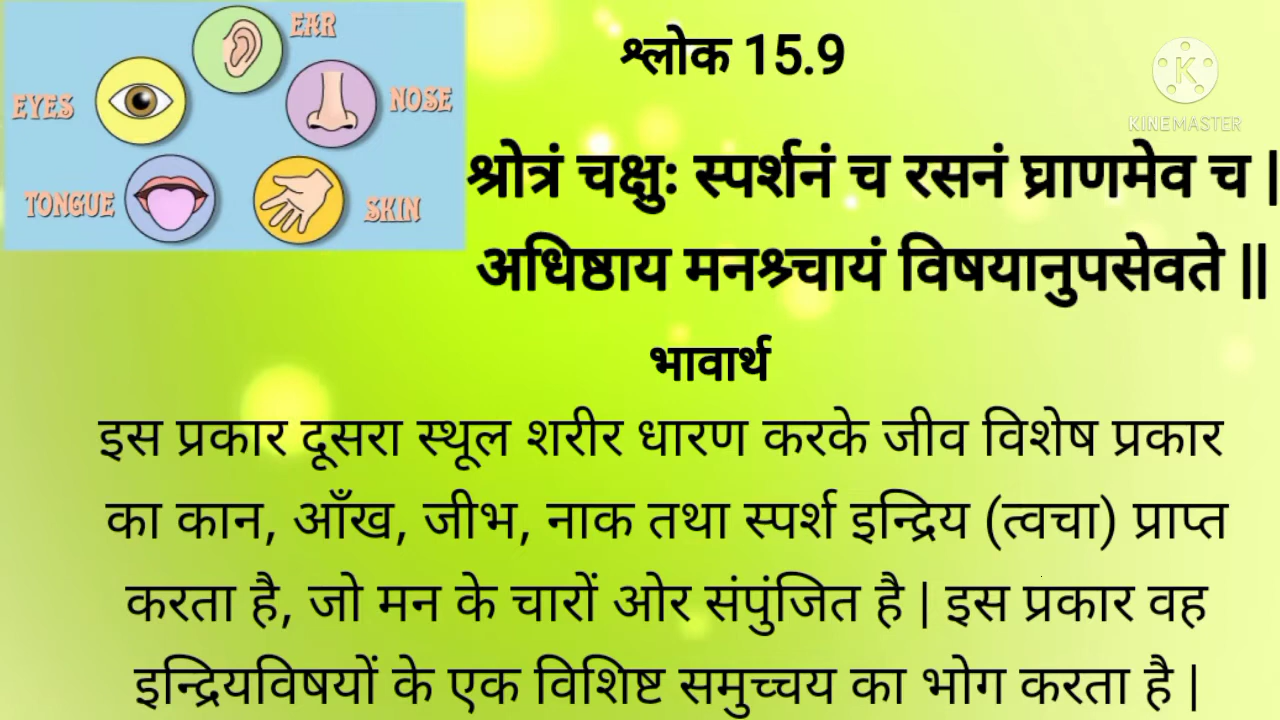 EAR
EYES
NOSE
TONGUE
SKIN
श्लोक 15.9
KINEMASTER
श्रोत्रं चक्षु: स्पर्शनं च रसनं घ्राणमेव च |
अधिष्ठाय मनश्र्चायं विषयानुपसेवते ||
भावार्थ
इस प्रकार दूसरा स्थूल शरीर धारण करके जीव विशेष प्रकार
का कान, आँख, जीभ, नाक तथा स्पर्श इन्द्रिय (त्वचा) प्राप्त
करता है, जो मन के चारों ओर संपुंजित है | इस प्रकार वह
इन्द्रियविषयों के एक विशिष्ट समुच्चय का भोग करता है |